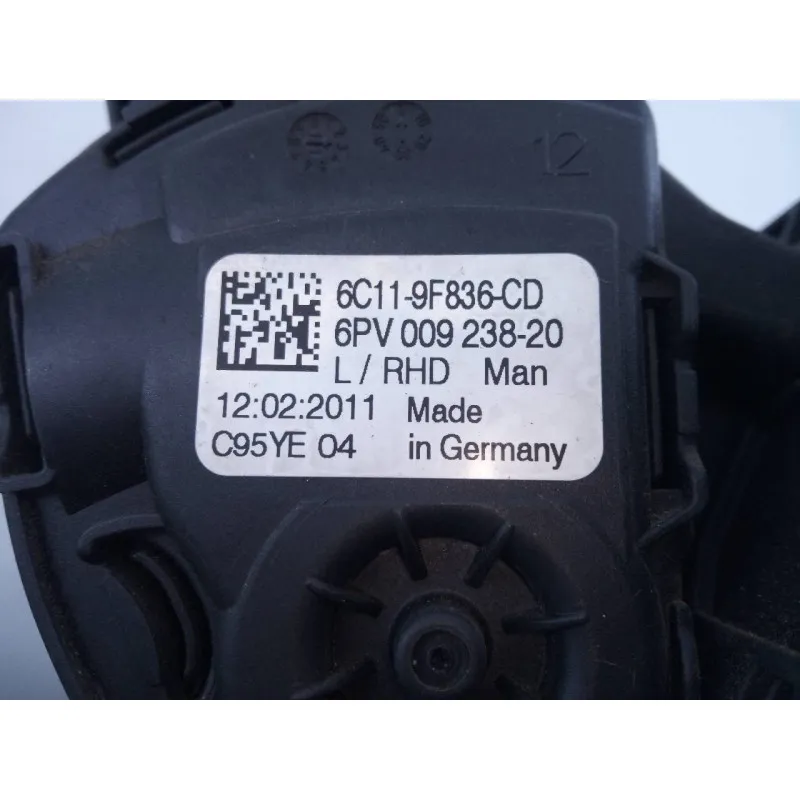 12
6C11-9F836-CD
6PV 009 238-20
L / RHD Man
12:02:2011 Made
C95YE 04 in Germany